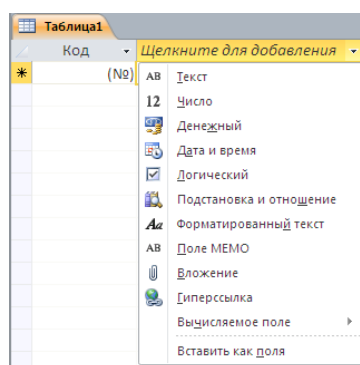 Таблица1
Код Щелкните для добавления
(№)
AB Текст
12 Число
Денежный
Дата и время
Логический
Подстановка и отношение
Aa Форматированный текст
AB Поле МЕМО
Вложение
Гиперссылка
Вычисляемое поле
Вставить как поля